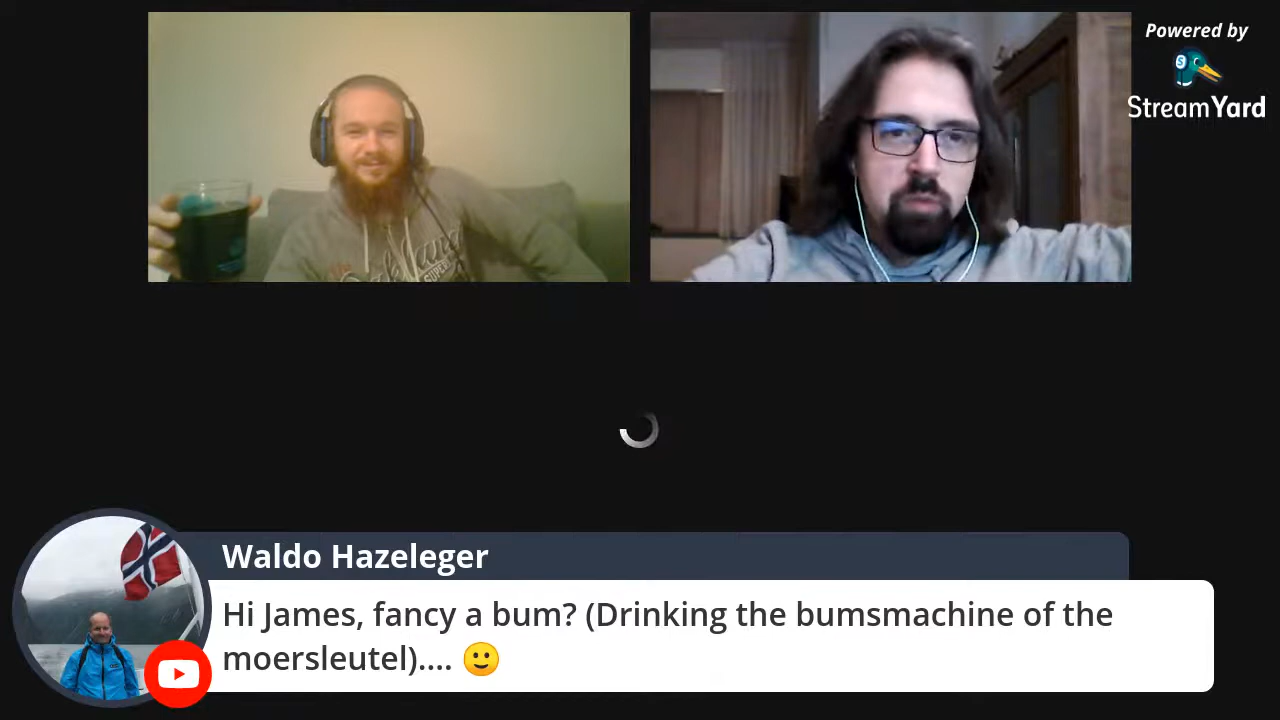 Powered by
StreamYard
Waldo Hazeleger
Hi James, fancy a bum? (Drinking the bumsmachine of the
moersleutel).... 🙂